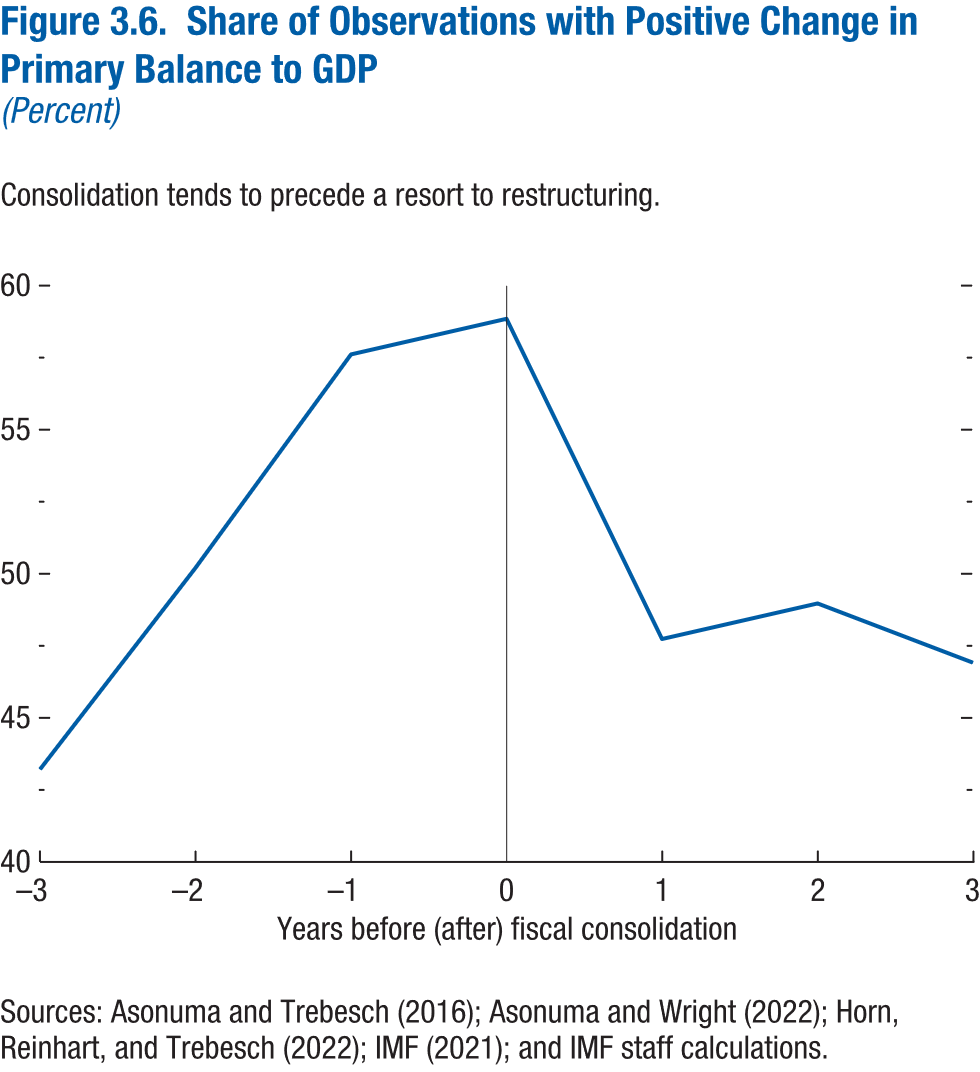 Figure 3.6.  Share of Observations with Positive Change in
Primary Balance to GDP
(Percent)
Consolidation tends to precede a resort to restructuring.
60
55
50
45
40
–3 –2 –1 0 1 2 3
Years before (after) fiscal consolidation
Sources: Asonuma and Trebesch (2016); Asonuma and Wright (2022); Horn,
Reinhart, and Trebesch (2022); IMF (2021); and IMF staff calculations.